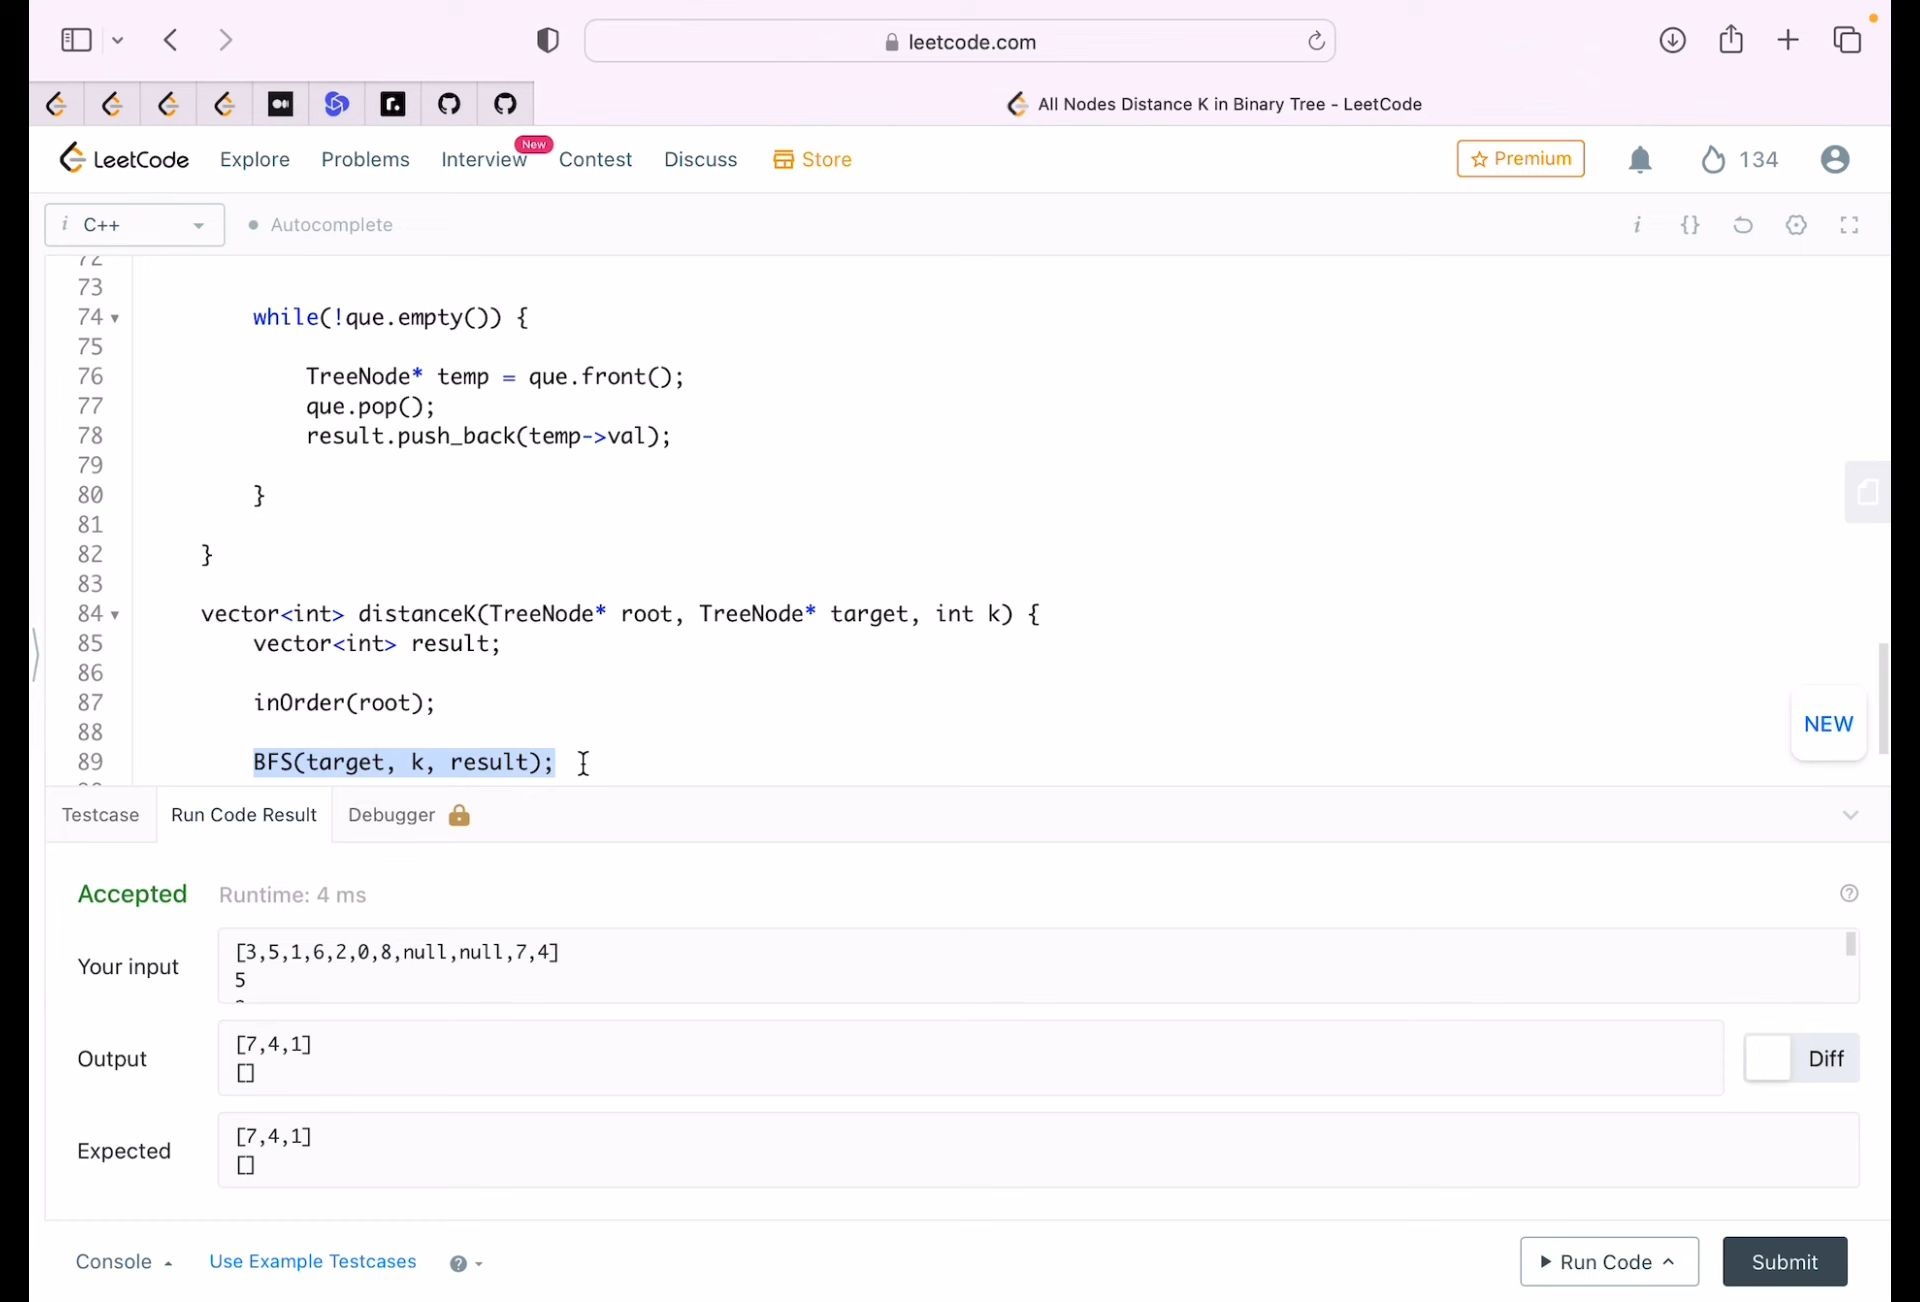 leetcode.com
All Nodes Distance K in Binary Tree - LeetCode
LeetCode Explore Problems Interview New Contest Discuss Store Premium 134
i C++ Autocomplete
72
73
74 while(!que.empty()) {
75
76 TreeNode* temp = que.front();
77 que.pop();
78 result.push_back(temp->val);
79
80 }
81
82 }
83
84 vector<int> distanceK(TreeNode* root, TreeNode* target, int k) {
85 vector<int> result;
86
87 inOrder(root);
88
89 BFS(target, k, result);
NEW
Testcase Run Code Result Debugger
Accepted Runtime: 4 ms
Your input
[3,5,1,6,2,0,8,null,null,7,4]
5
Output
[7,4,1]
[]
Diff
Expected
[7,4,1]
[]
Console Use Example Testcases Run Code Submit